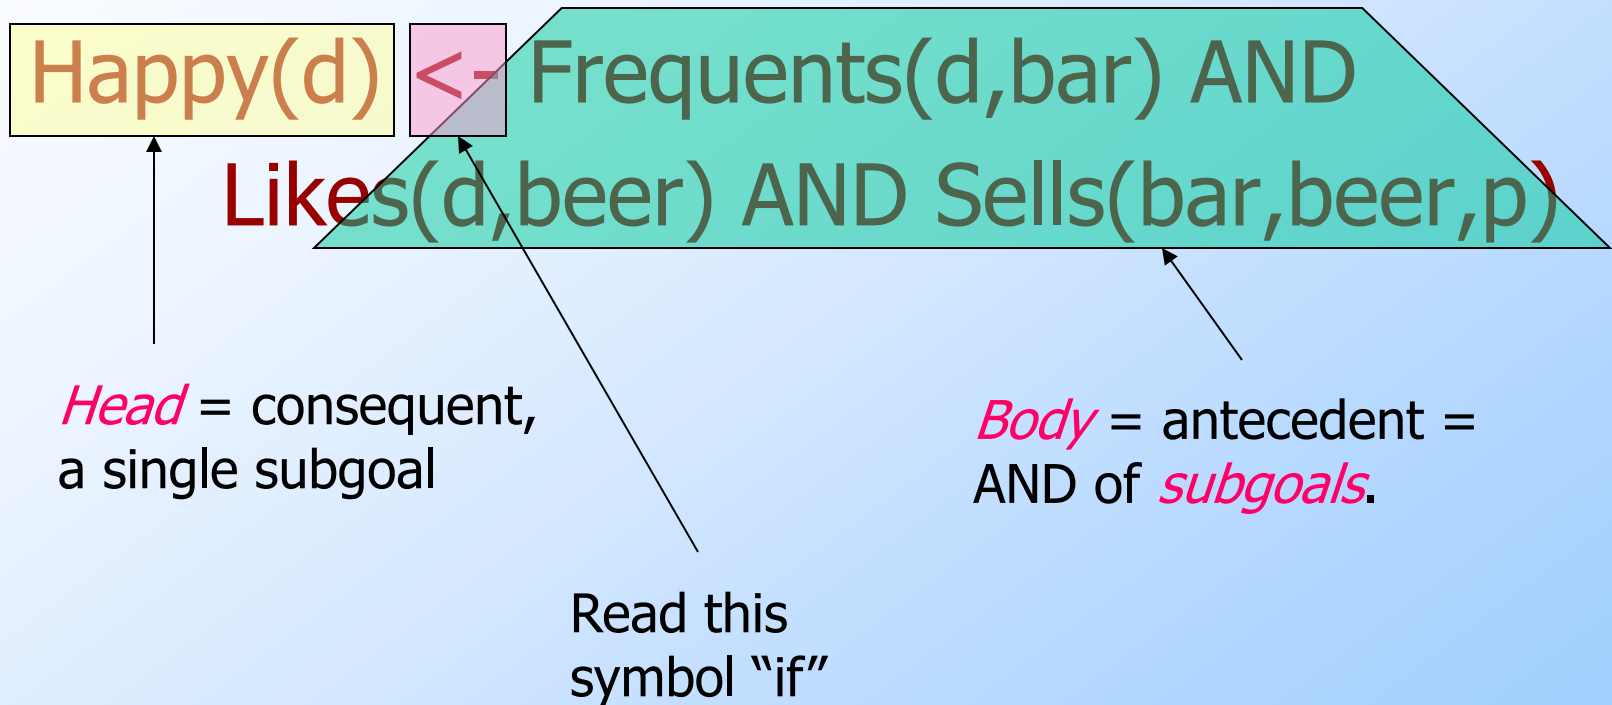 Happy(d) <- Frequents(d,bar) AND
Likes(d,beer) AND Sells(bar,beer,p)
Head = consequent,
a single subgoal
Body = antecedent =
AND of subgoals.
Read this
symbol “if”